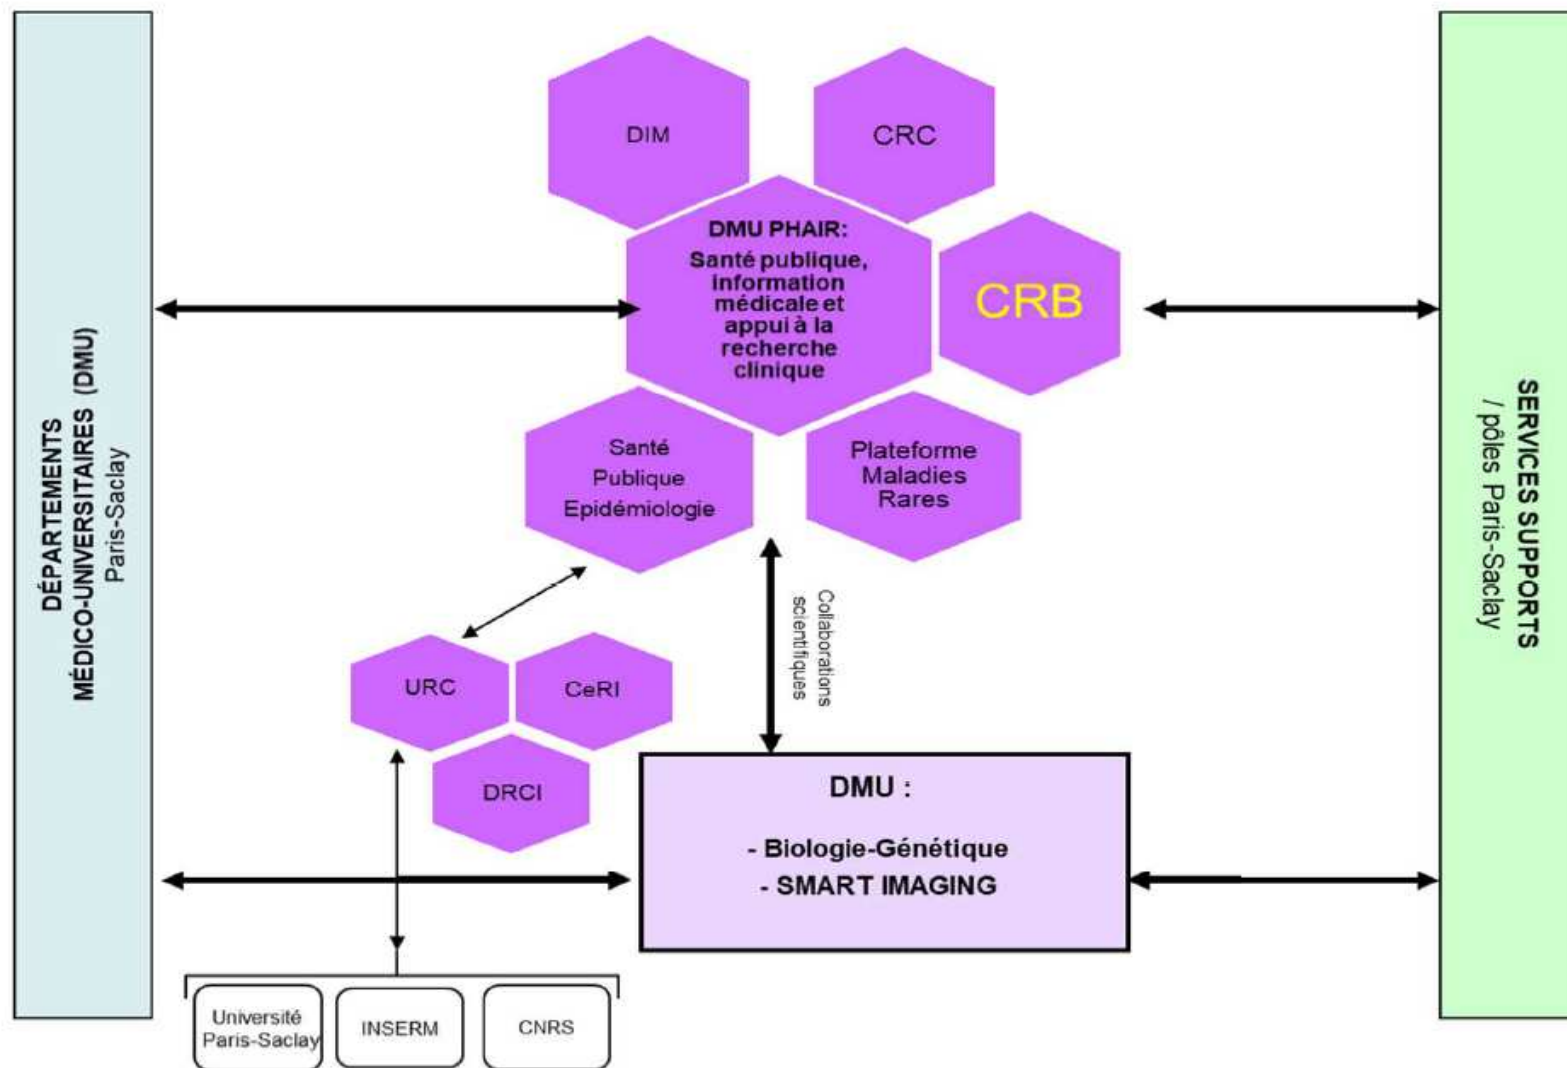 DIM
CRC
DMU PHAIR:
Santé publique,
information
médicale et
appui à la
recherche
clinique
CRB
Santé
Publique
Epidémiologie
Plateforme
Maladies
Rares
DÉPARTEMENTS
MÉDICO-UNIVERSITAIRES (DMU)
Paris-Saclay
SERVICES SUPPORTS
/ pôles Paris-Saclay
Collaborations
scientifiques
URC
CeRI
DRCI
DMU :
- Biologie-Génétique
- SMART IMAGING
Université
Paris-Saclay
INSERM
CNRS